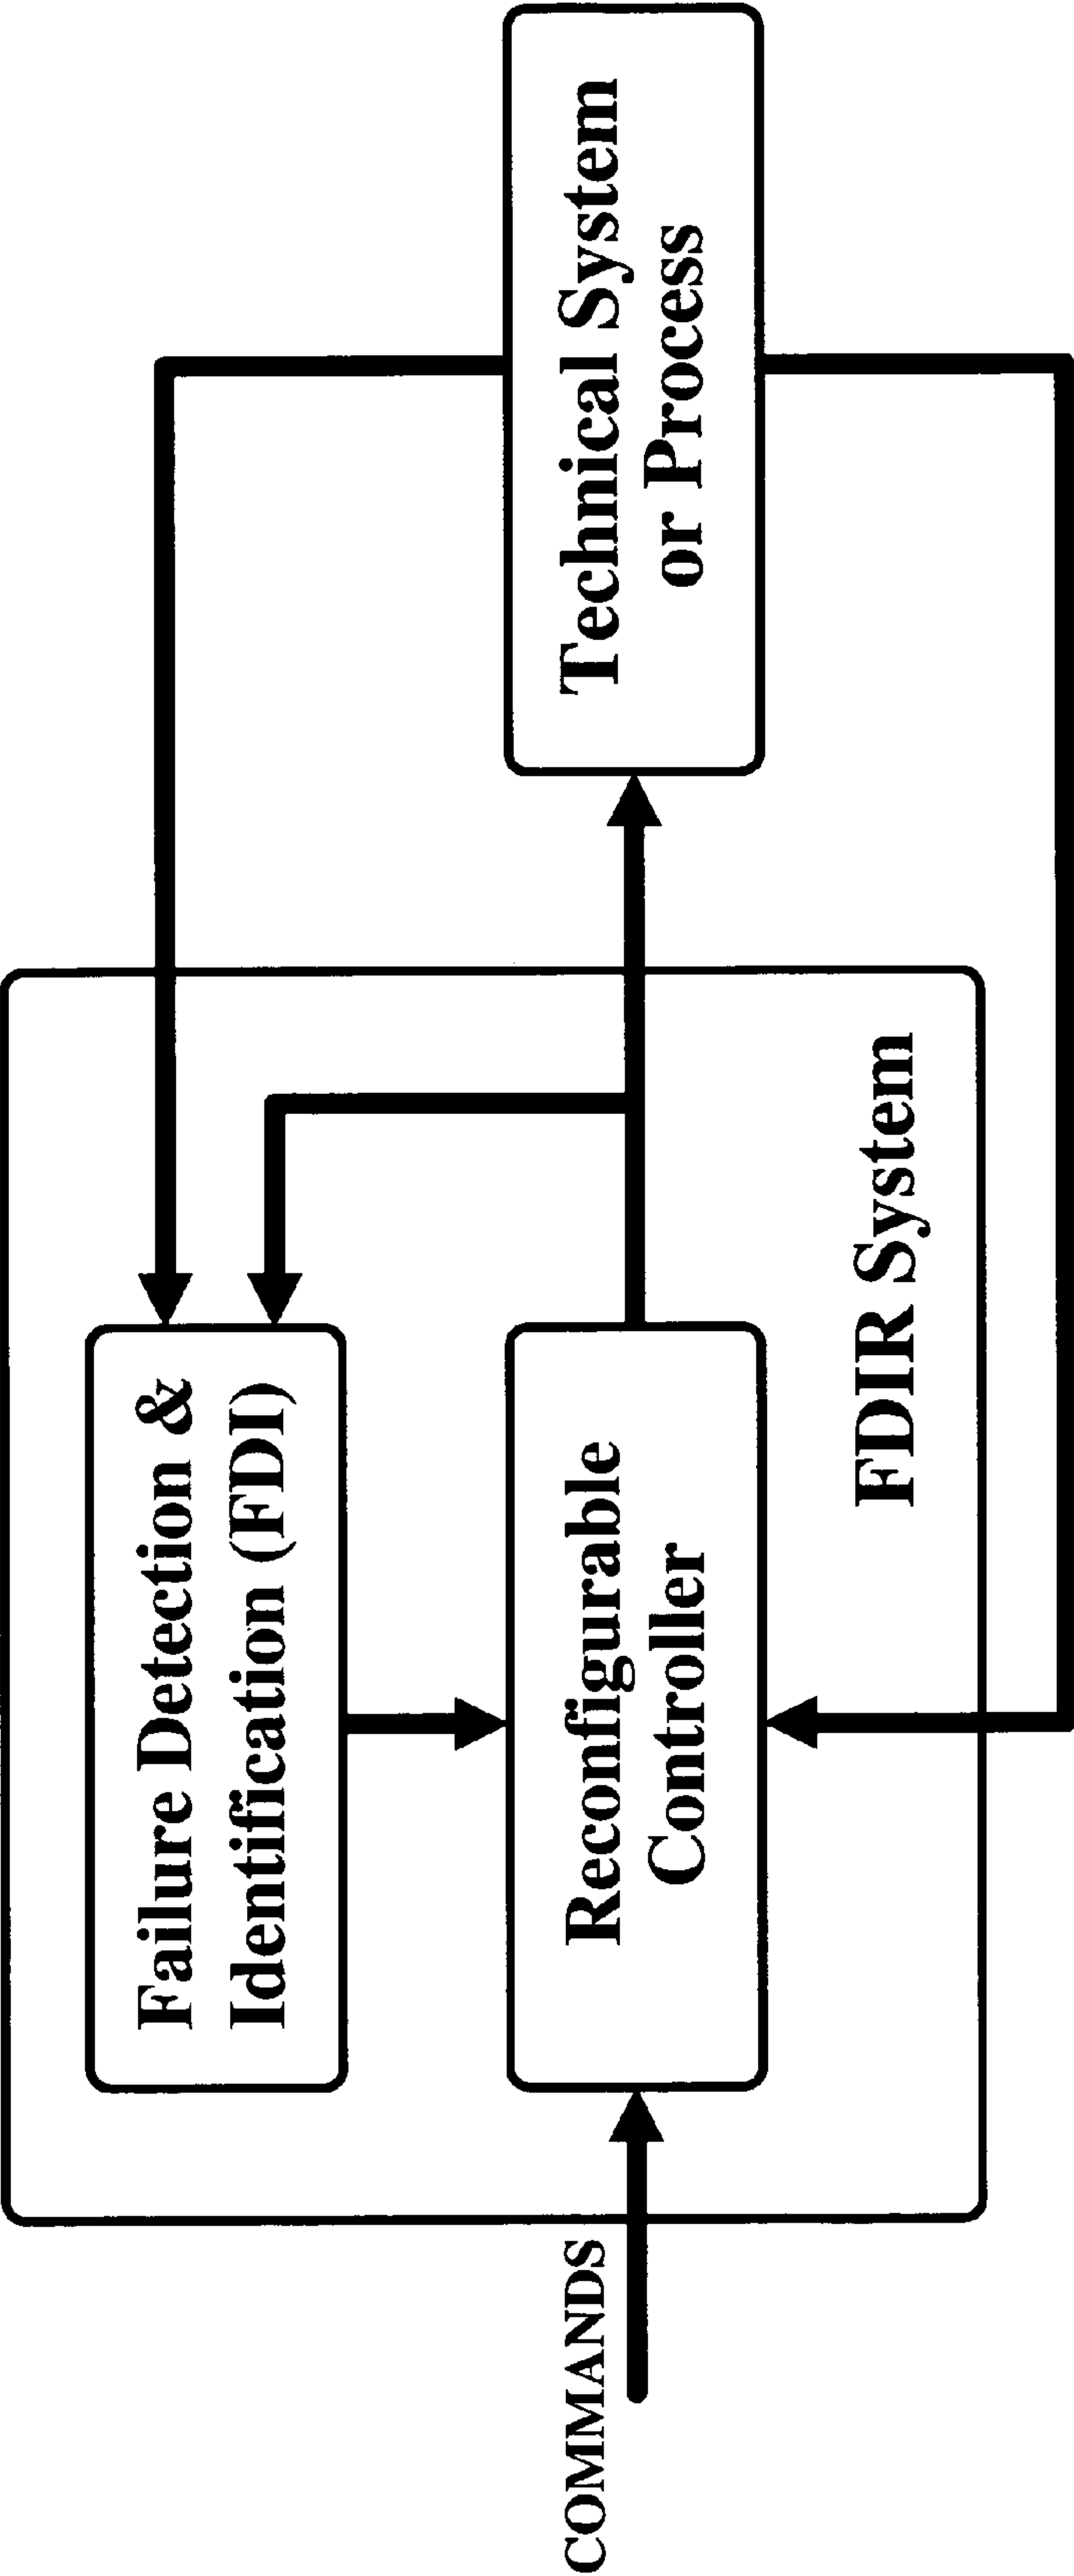 Failure Detection &
Identification (FDI)
COMMANDS
Reconfigurable
Controller
Technical System
or Process
FDIR System